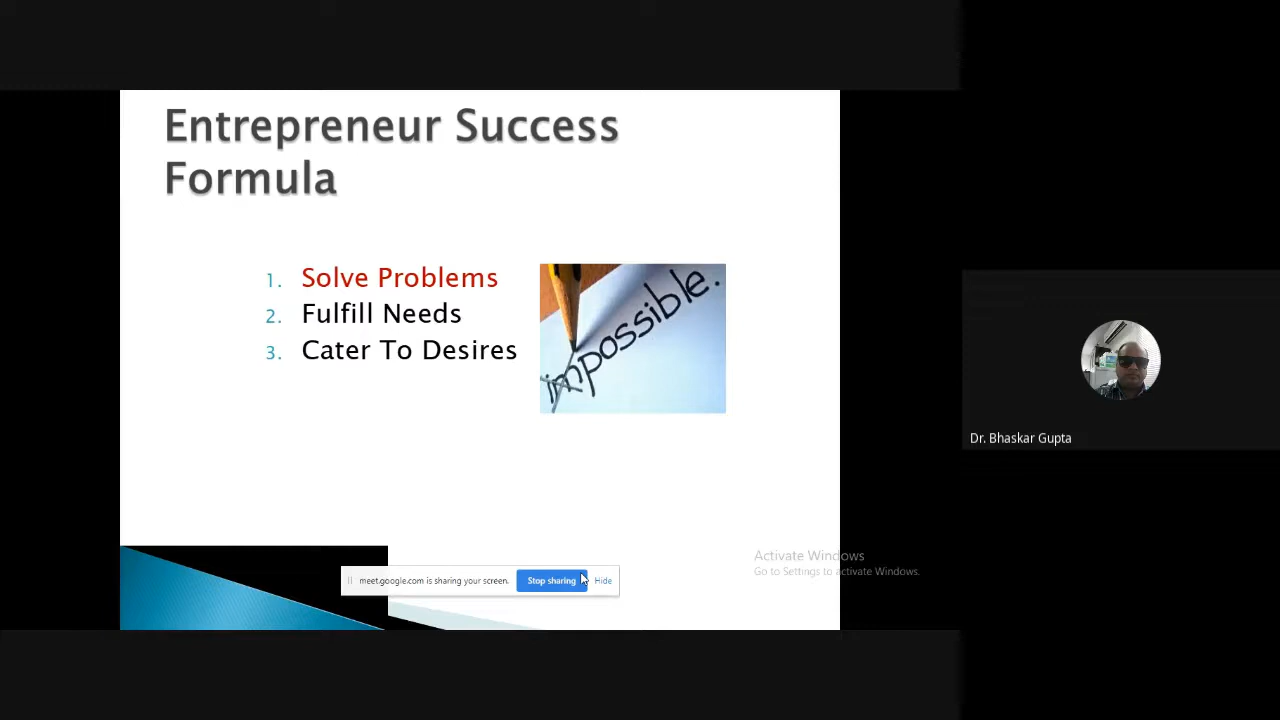 Entrepreneur Success
Formula
1. Solve Problems
2. Fulfill Needs
3. Cater To Desires
impossible.
Dr. Bhaskar Gupta
Activate Windows
Go to Settings to activate Windows.
meet.google.com is sharing your screen. Stop sharing Hide